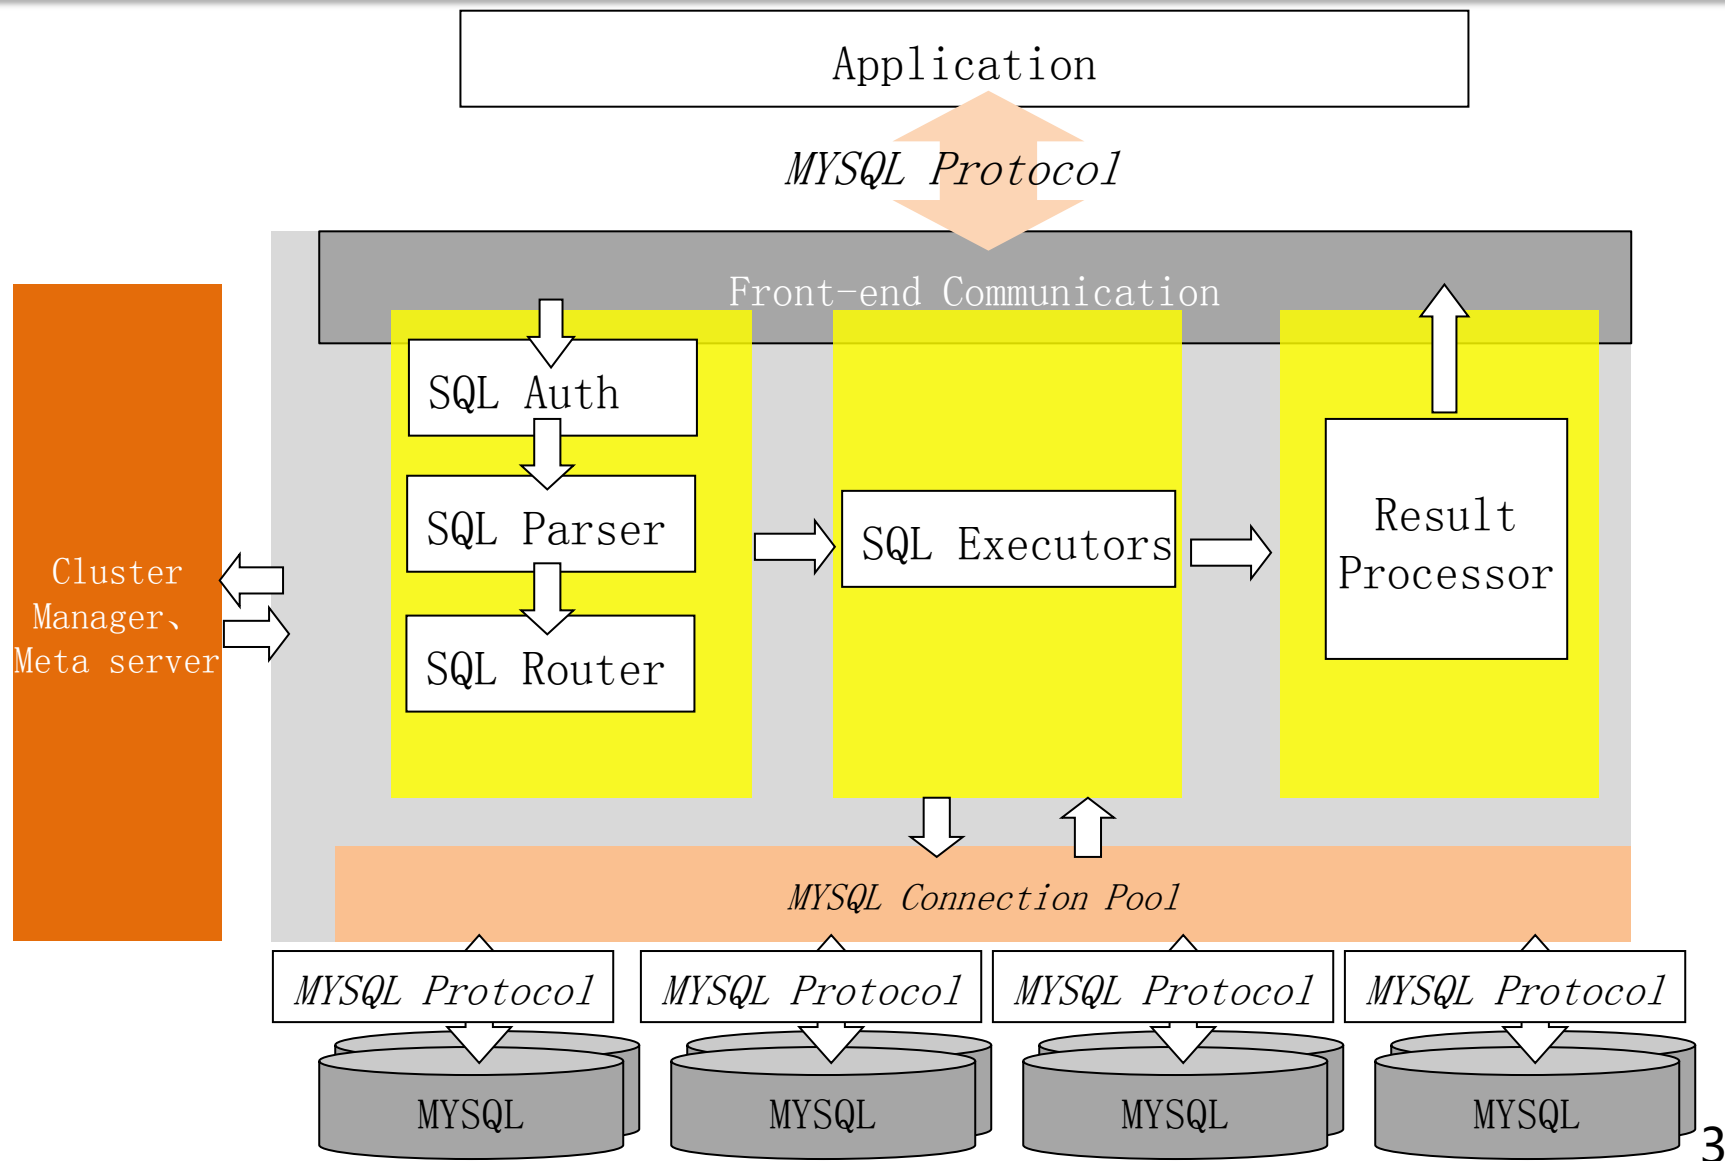 Application
MYSQL Protocol
Front-end Communication
SQL Auth
SQL Parser
SQL Router
SQL Executors
Result
Processor
Cluster
Manager、
Meta server
MYSQL Connection Pool
MYSQL Protocol
MYSQL Protocol
MYSQL Protocol
MYSQL Protocol
MYSQL
MYSQL
MYSQL
MYSQL
3